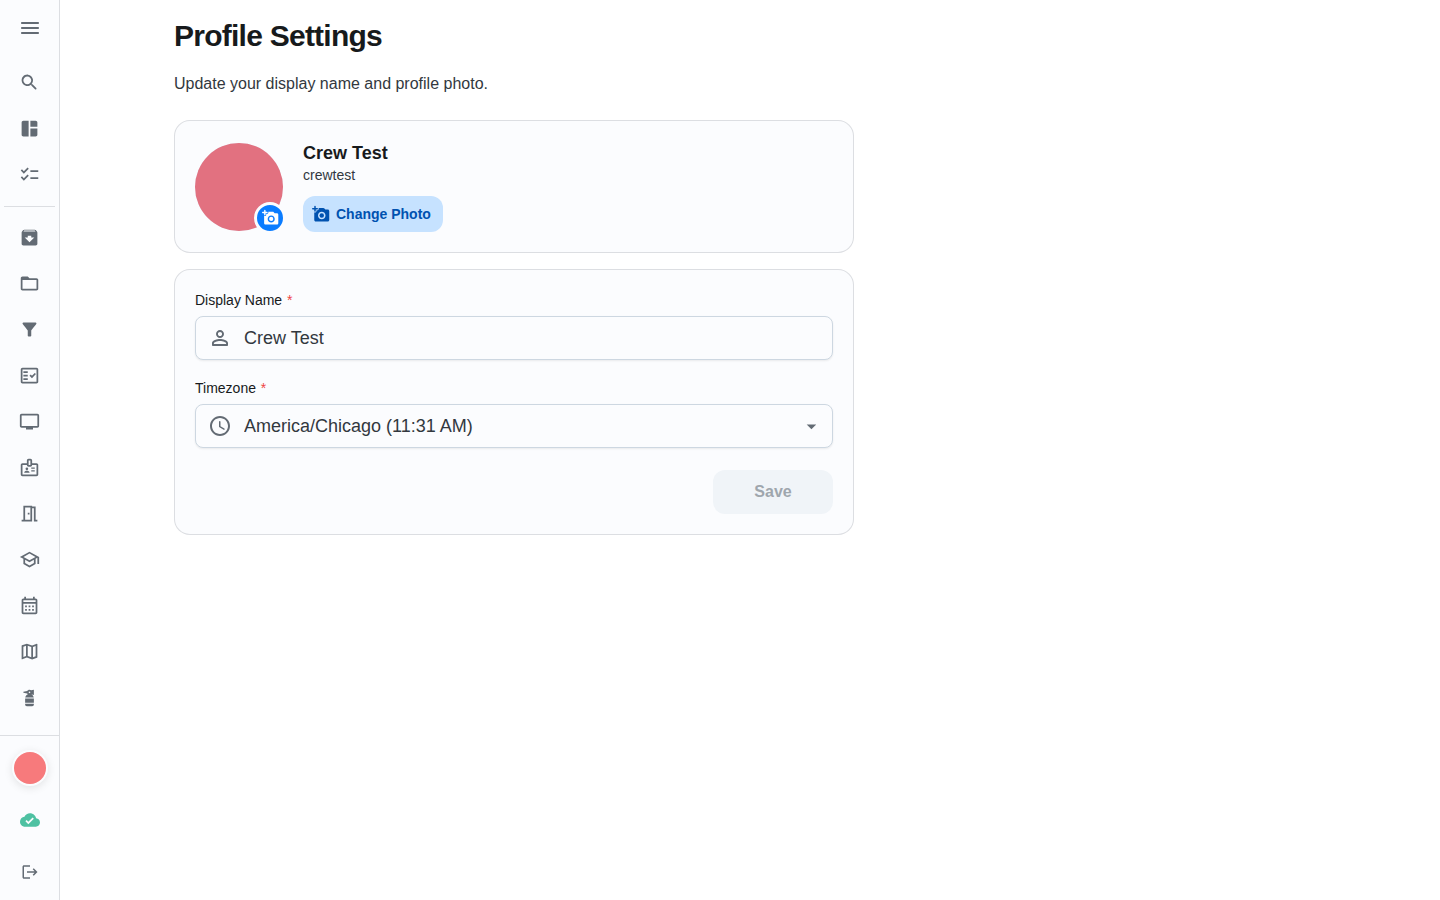 Profile Settings
Update your display name and profile photo.
Crew Test
crewtest
Change Photo
Display Name *
Crew Test
Timezone *
America/Chicago (11:31 AM)
Save